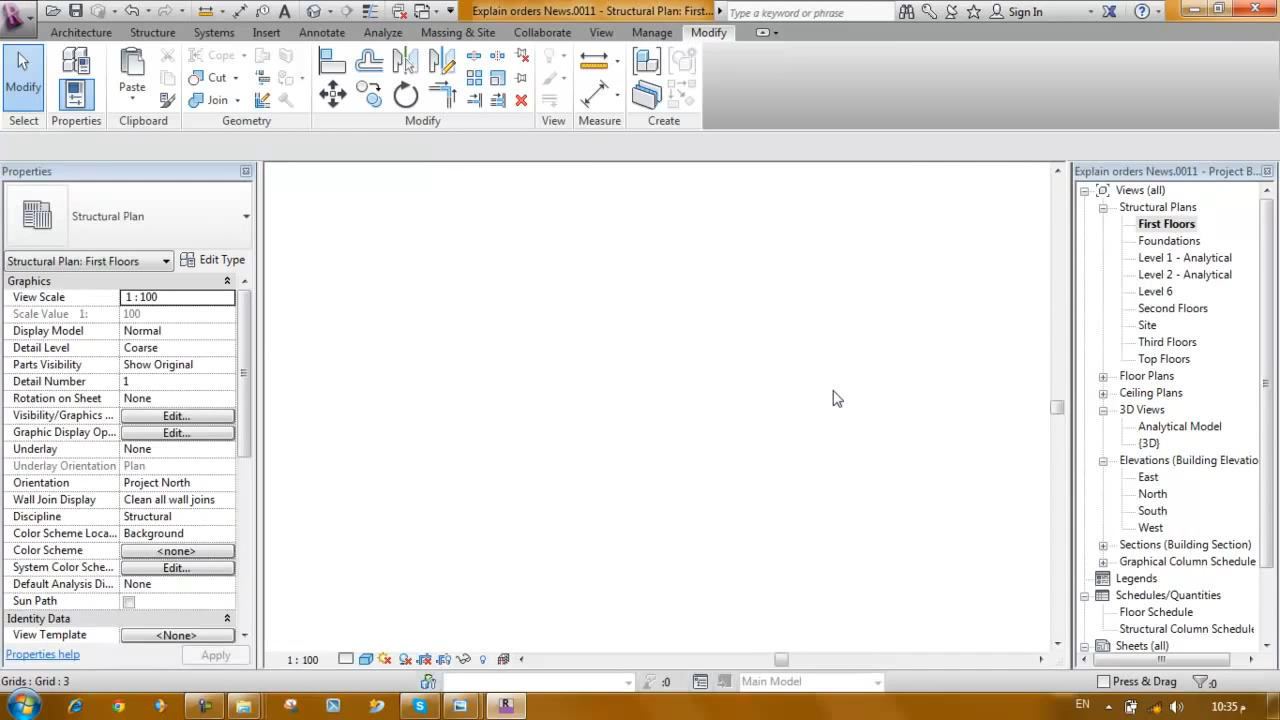 Explain orders News.0011 - Structural Plan: First...
Type a keyword or phrase
Sign In
Architecture Structure Systems Insert Annotate Analyze Massing & Site Collaborate View Manage Modify
Modify
Paste
Cope
Cut
Join
Select Properties Clipboard Geometry Modify View Measure Create
Properties
Structural Plan
Structural Plan: First Floors Edit Type
Graphics
View Scale 1 : 100
Scale Value 1: 100
Display Model Normal
Detail Level Coarse
Parts Visibility Show Original
Detail Number 1
Rotation on Sheet None
Visibility/Graphics ... Edit...
Graphic Display Op... Edit...
Underlay None
Underlay Orientation Plan
Orientation Project North
Wall Join Display Clean all wall joins
Discipline Structural
Color Scheme Loca... Background
Color Scheme <none>
System Color Sche... Edit...
Default Analysis Di... None
Sun Path
Identity Data
View Template <None>
Properties help Apply
1 : 100
Explain orders News.0011 - Project B...
Views (all)
Structural Plans
First Floors
Foundations
Level 1 - Analytical
Level 2 - Analytical
Level 6
Second Floors
Site
Third Floors
Top Floors
Floor Plans
Ceiling Plans
3D Views
Analytical Model
{3D}
Elevations (Building Elevatio
East
North
South
West
Sections (Building Section)
Graphical Column Schedule
Legends
Schedules/Quantities
Floor Schedule
Structural Column Schedule
Sheets (all)
Grids : Grid : 3
:0
Main Model
Press & Drag
:0
EN
10:35 م